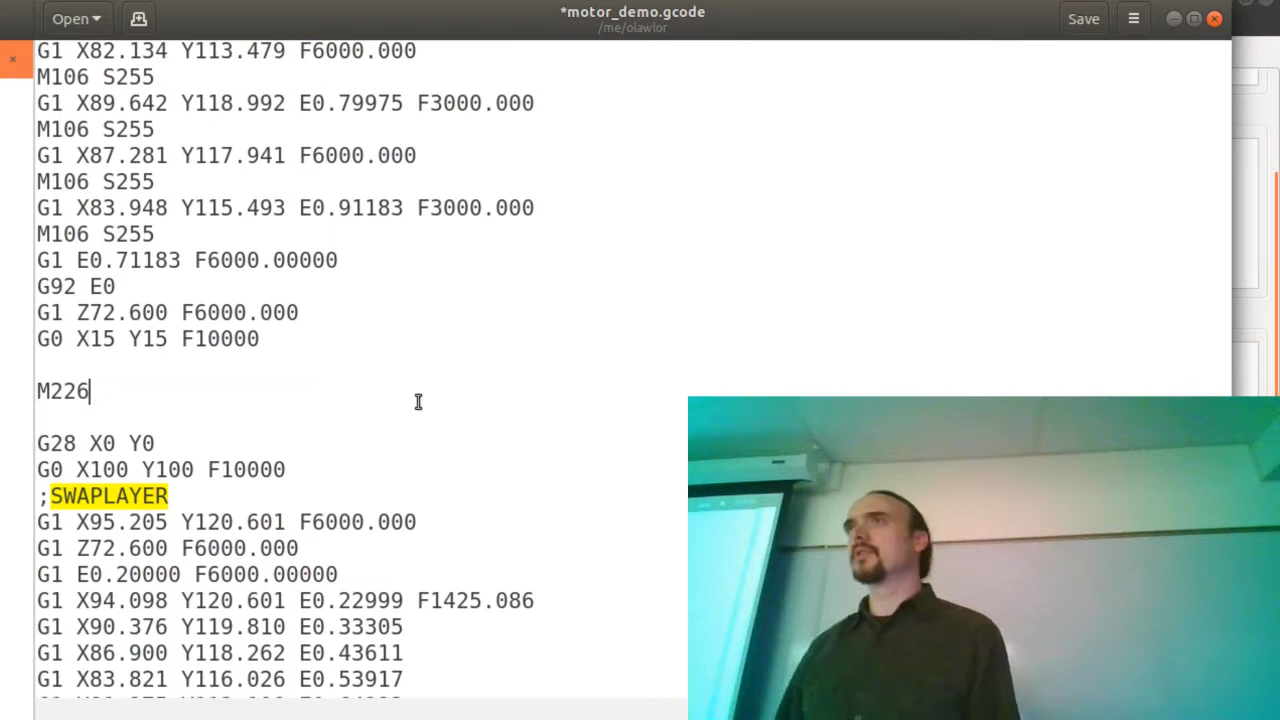 Open
*motor_demo.gcode
/me/olawlor
Save
G1 X82.134 Y113.479 F6000.000
M106 S255
G1 X89.642 Y118.992 E0.79975 F3000.000
M106 S255
G1 X87.281 Y117.941 F6000.000
M106 S255
G1 X83.948 Y115.493 E0.91183 F3000.000
M106 S255
G1 E0.71183 F6000.00000
G92 E0
G1 Z72.600 F6000.000
G0 X15 Y15 F10000
M226
G28 X0 Y0
G0 X100 Y100 F10000
;SWAPLAYER
G1 X95.205 Y120.601 F6000.000
G1 Z72.600 F6000.000
G1 E0.20000 F6000.00000
G1 X94.098 Y120.601 E0.22999 F1425.086
G1 X90.376 Y119.810 E0.33305
G1 X86.900 Y118.262 E0.43611
G1 X83.821 Y116.026 E0.53917